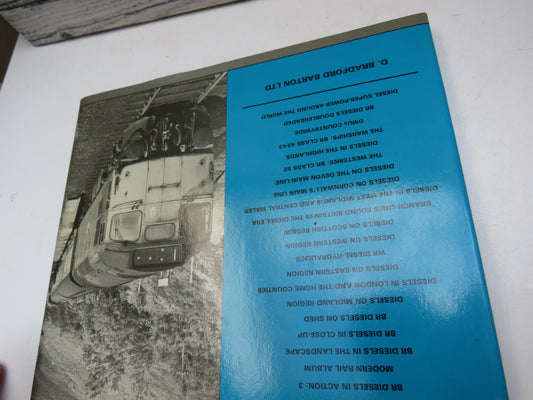 BR DIESELS IN ACTION: 3
MODERN RAIL ALBUM
BR DIESELS IN THE LANDSCAPE
BR DIESELS IN CLOSE-UP
BR DIESELS ON SHED
DIESELS ON MIDLAND REGION
DIESELS IN LONDON AND THE HOME COUNTIES
DIESELS ON EASTERN REGION
WR DIESEL-HYDRAULICS
DIESELS ON WESTERN REGION
DIESELS ON SCOTTISH REGION
BRANCH LINES ROUND BRITAIN IN THE DIESEL ERA
DIESELS IN THE WEST MIDLANDS AND CENTRAL WALES
DIESELS ON CORNWALL'S MAIN LINE
DIESELS ON THE DEVON MAIN LINE
THE WESTERNS: BR CLASS 52
DIESELS IN THE HIGHLANDS
THE WARSHIPS: BR CLASS 42/43
DMUs COUNTRYWIDE
BR DIESELS DOUBLEHEADED
DIESEL SUPER-POWER AROUND THE WORLD
D. BRADFORD BARTON LTD